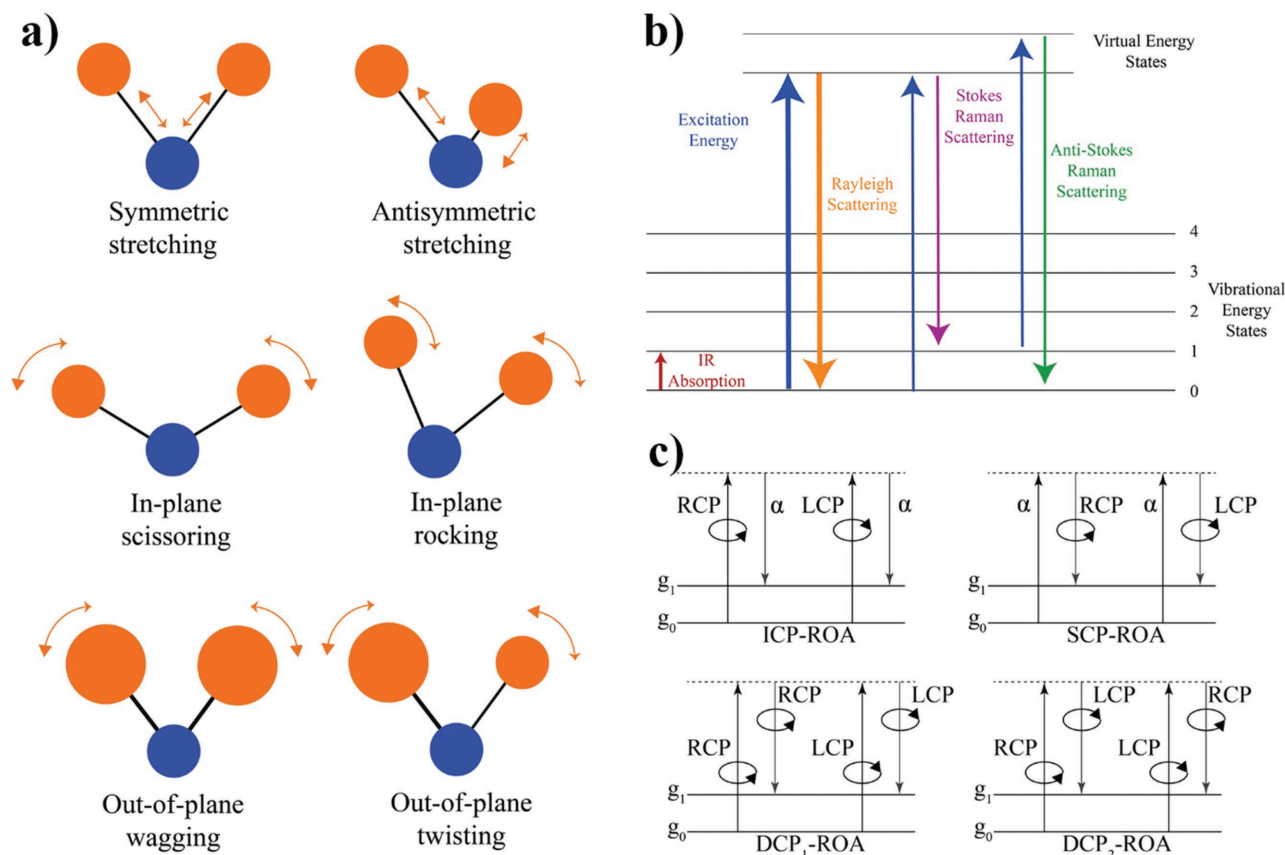 a)
Symmetric
stretching
Antisymmetric
stretching
In-plane
scissoring
In-plane
rocking
Out-of-plane
wagging
Out-of-plane
twisting
b)
Virtual Energy
States
Excitation
Energy
Rayleigh
Scattering
Stokes
Raman
Scattering
Anti-Stokes
Raman
Scattering
4
3
2
1
0
Vibrational
Energy
States
IR
Absorption
c)
RCP
α
LCP
α
g₁
g₀
ICP-ROA
α
RCP
α
LCP
g₁
g₀
SCP-ROA
RCP
RCP
LCP
LCP
g₁
g₀
DCP₁-ROA
RCP
LCP
LCP
RCP
g₁
g₀
DCP₂-ROA